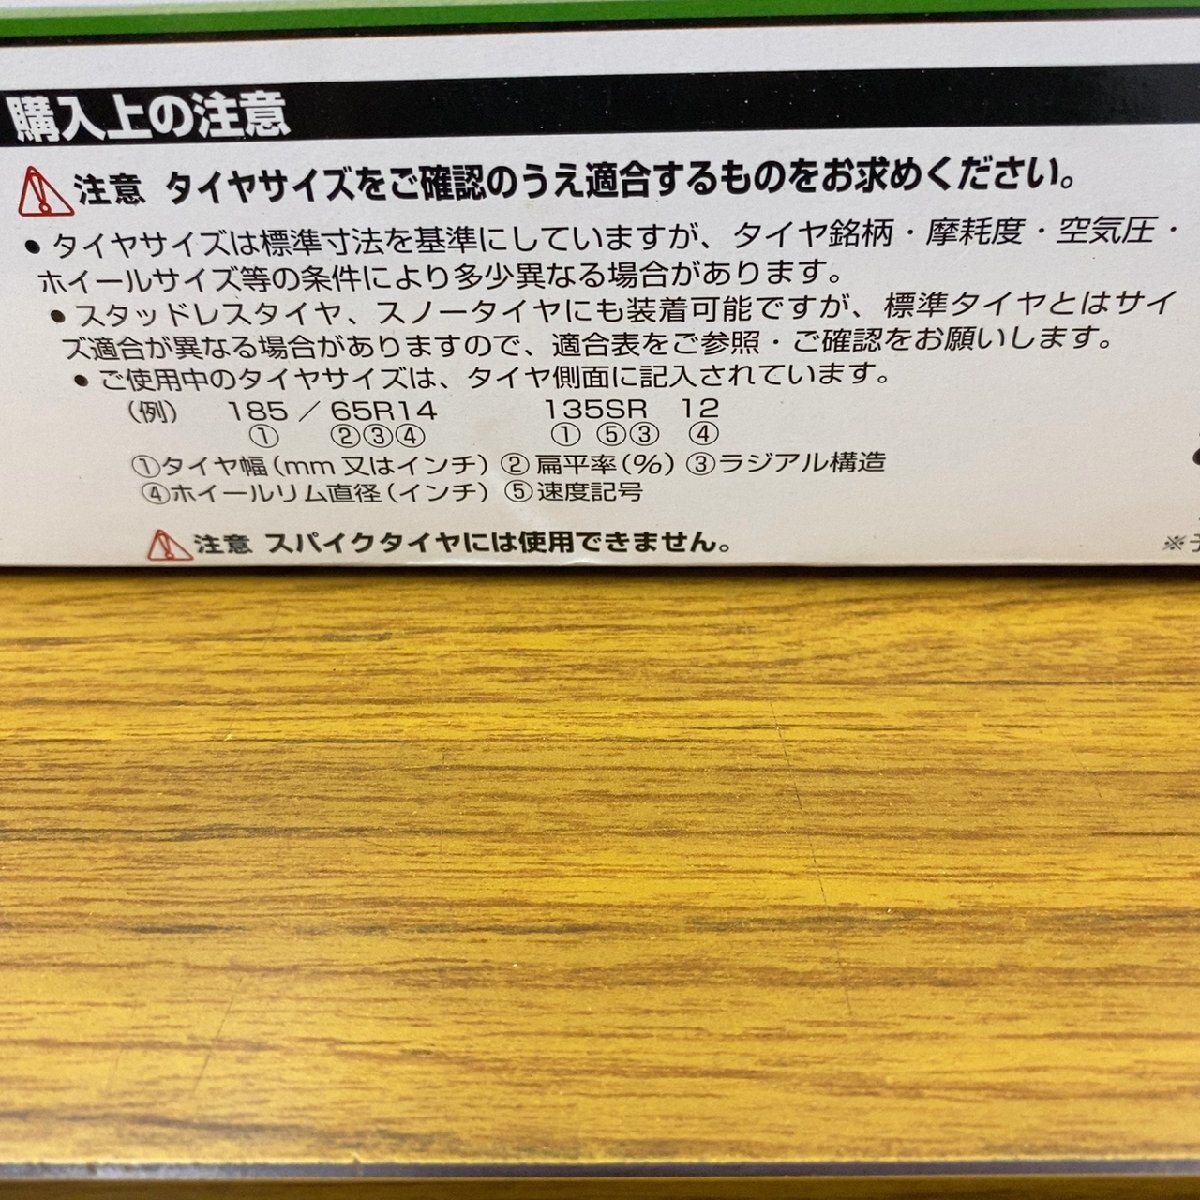 購入上の注意
注意 タイヤサイズをご確認のうえ適合するものをお求めください。
● タイヤサイズは標準寸法を基準にしていますが、タイヤ銘柄・摩耗度・空気圧・
ホイールサイズ等の条件により多少異なる場合があります。
● スタッドレスタイヤ、スノータイヤにも装着可能ですが、標準タイヤとはサイ
ズ適合が異なる場合がありますので、適合表をご参照・ご確認をお願いします。
● ご使用中のタイヤサイズは、タイヤ側面に記入されています。
(例) 185 / 65R14 135SR 12
① ②③④ ① ⑤③ ④
①タイヤ幅(mm 又はインチ) ②扁平率(%) ③ラジアル構造
④ホイールリム直径(インチ) ⑤速度記号
注意 スパイクタイヤには使用できません。
※